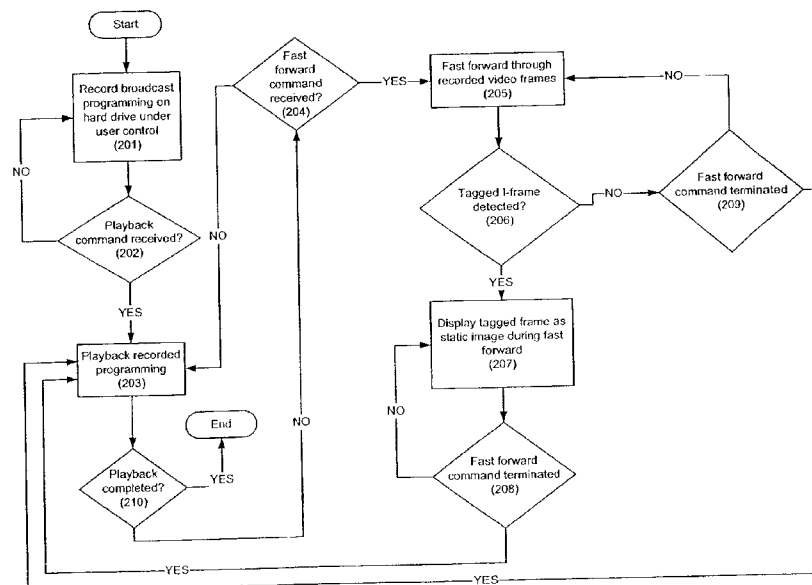 Start
Record broadcast
programming on
hard drive under
user control
(201)
NO
Playback
command received?
(202)
YES
Playback recorded
programming
(203)
Playback
completed?
(210)
YES
End
NO
Fast
forward
command
received?
(204)
NO
YES
Fast forward through
recorded video frames
(205)
Tagged I-frame
detected?
(206)
NO
Fast forward
command terminated
(209)
NO
YES
Display tagged frame as
static image during fast
forward
(207)
NO
Fast forward
command terminated
(208)
YES
YES